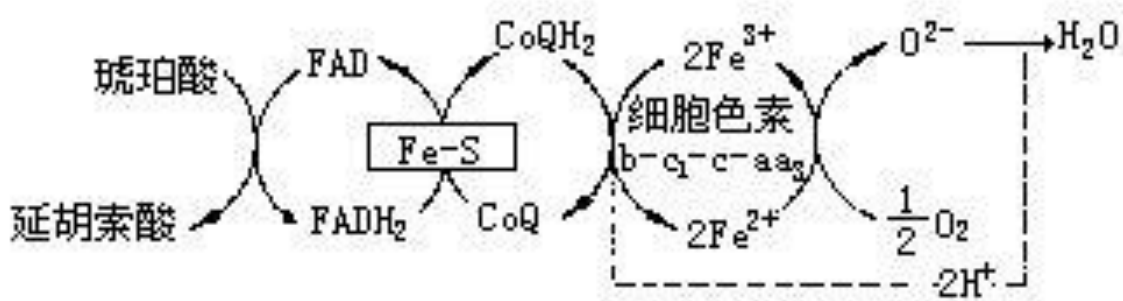 琥珀酸 FAD CoQH₂ 2Fe³⁺ O²⁻ H₂O
Fe-S 细胞色素
b-c₁-c-aa₃
延胡索酸 FADH₂ CoQ 2Fe²⁺ 1/2 O₂
2H⁺